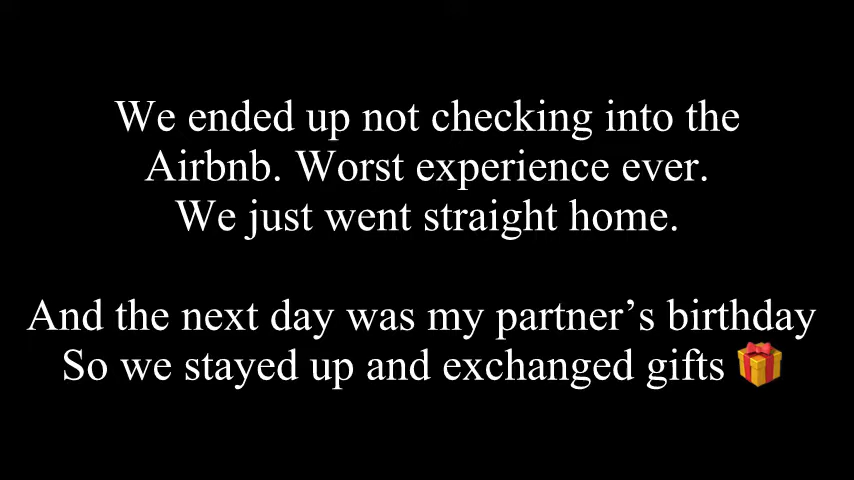 We ended up not checking into the
Airbnb. Worst experience ever.
We just went straight home.
And the next day was my partner’s birthday
So we stayed up and exchanged gifts 🎁